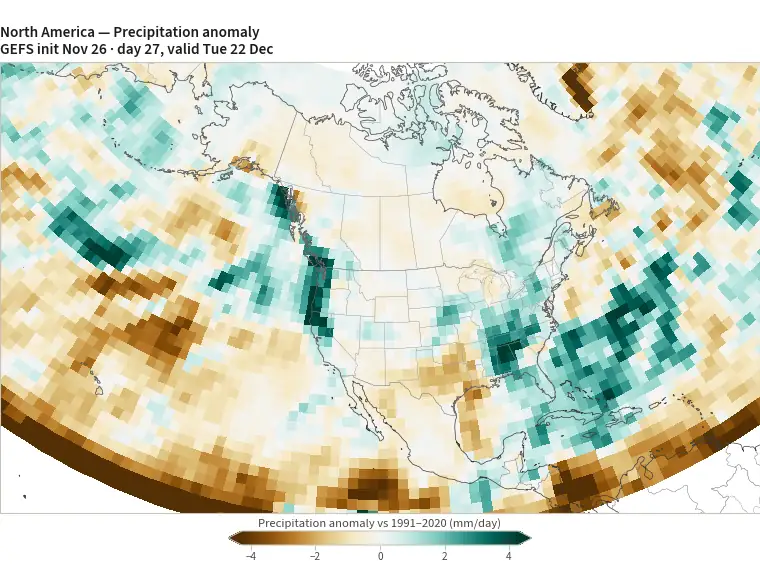 North America — Precipitation anomaly
GEFS init Nov 26 · day 27, valid Tue 22 Dec
Precipitation anomaly vs 1991–2020 (mm/day)
−4 −2 0 2 4